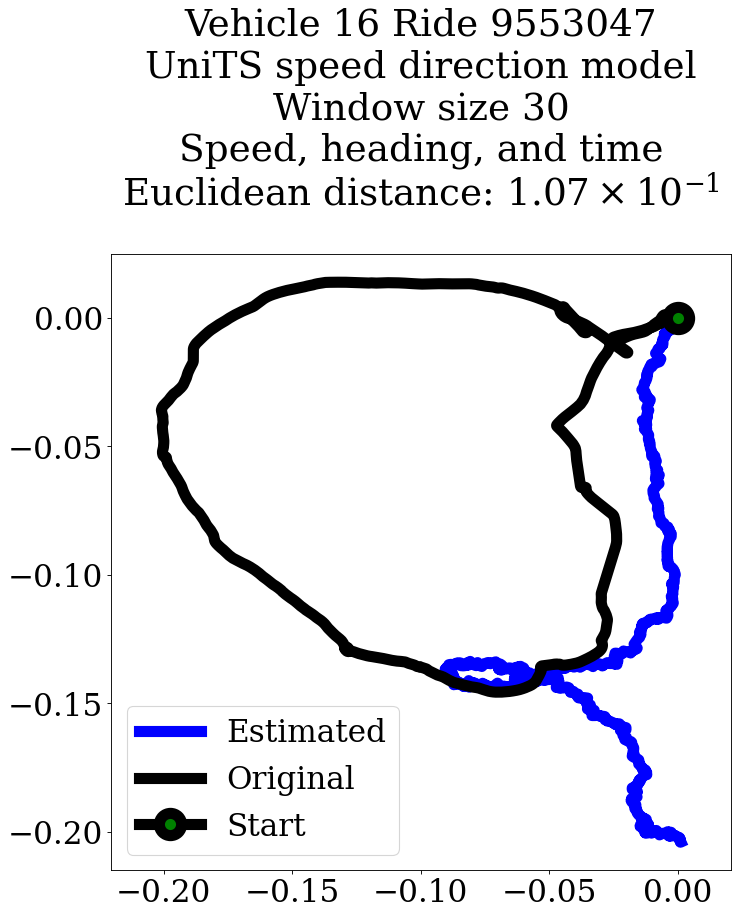 Vehicle 16 Ride 9553047
UniTS speed direction model
Window size 30
Speed, heading, and time
Euclidean distance: 1.07 × 10⁻¹
0.00
−0.05
−0.10
−0.15
−0.20
Estimated
Original
Start
−0.20 −0.15 −0.10 −0.05 0.00